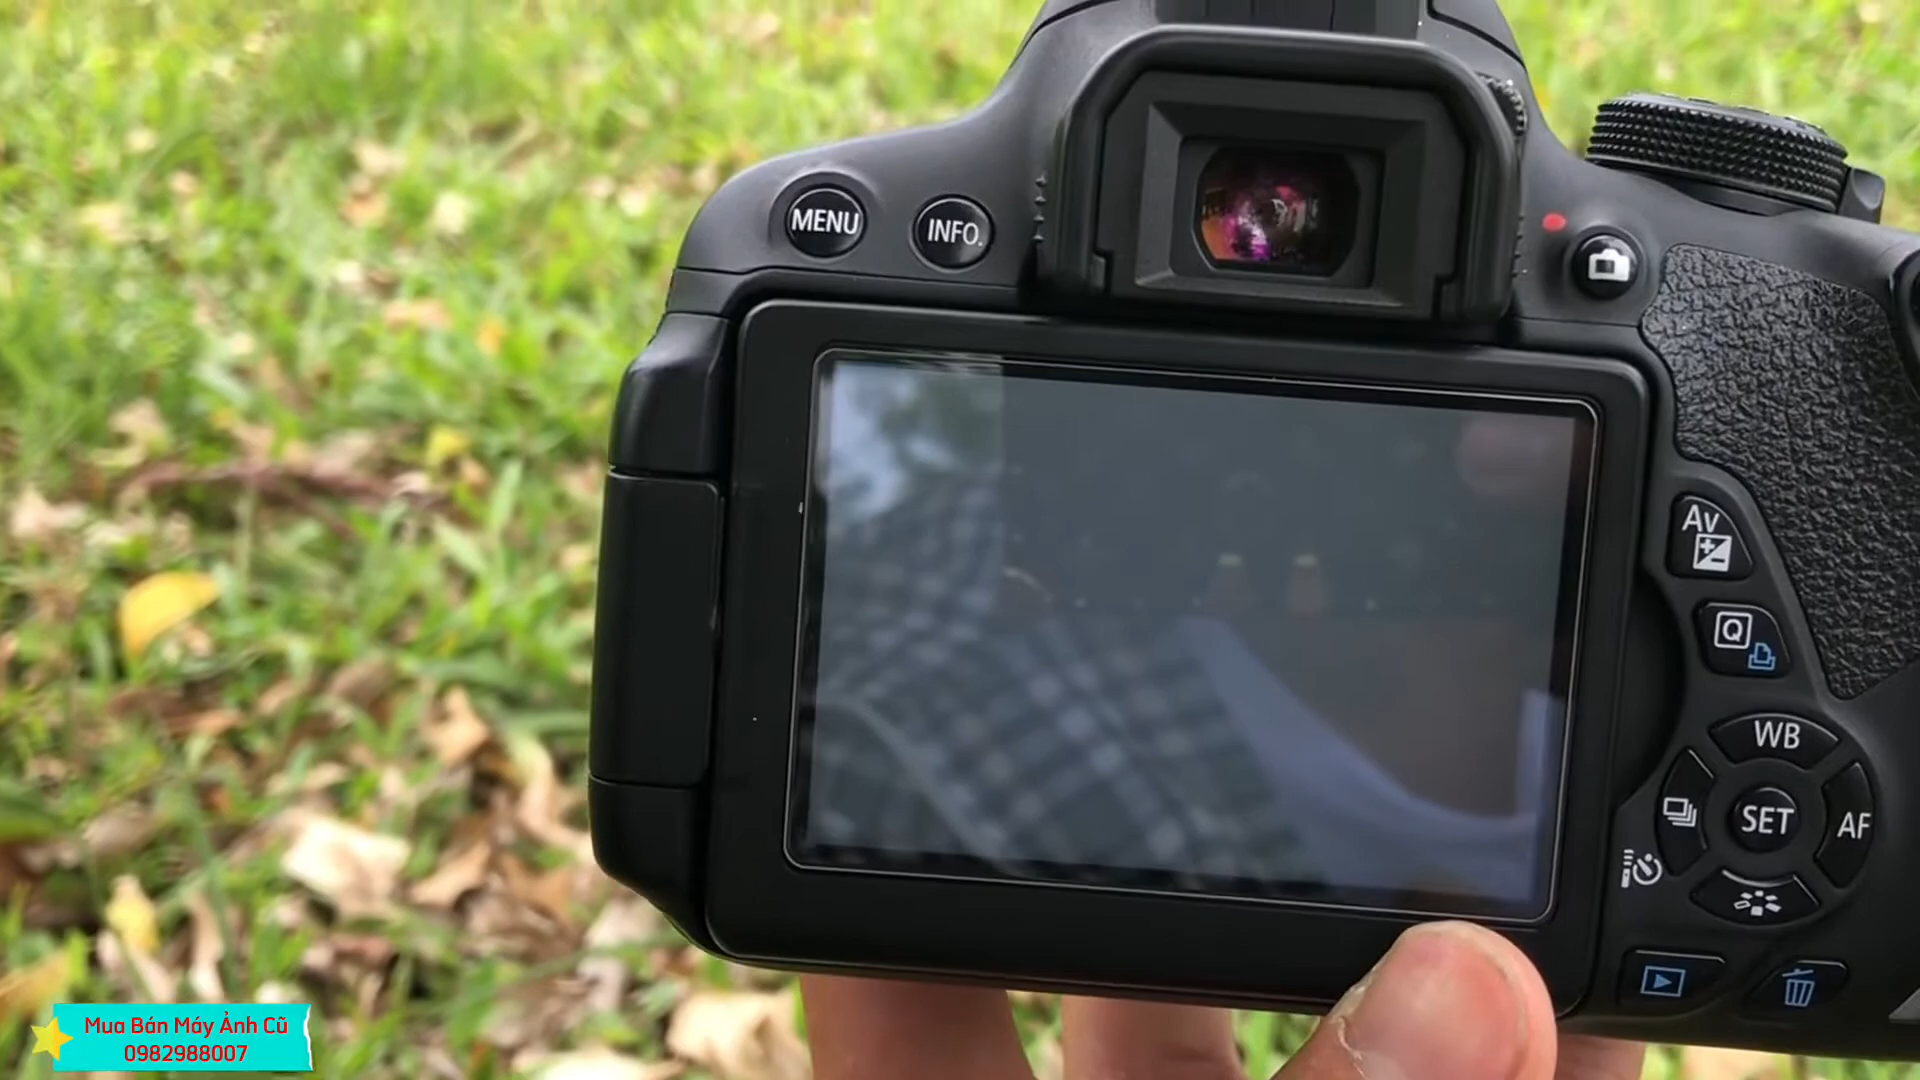 MENU
INFO.
Av
Q
WB
SET
AF
Mua Bán Máy Ảnh Cũ
0982988007